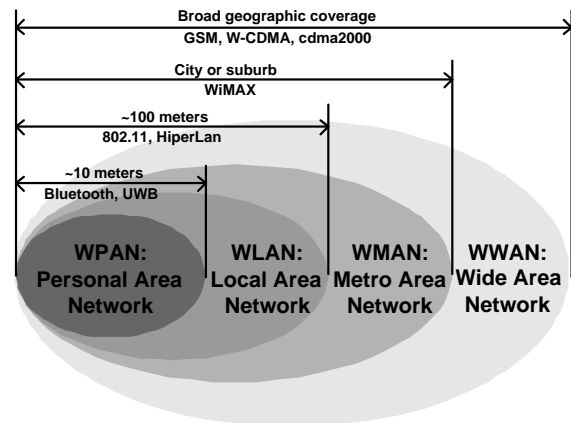 Broad geographic coverage
GSM, W-CDMA, cdma2000
City or suburb
WiMAX
~100 meters
802.11, HiperLan
~10 meters
Bluetooth, UWB
WPAN:
Personal Area
Network
WLAN:
Local Area
Network
WMAN:
Metro Area
Network
WWAN:
Wide Area
Network